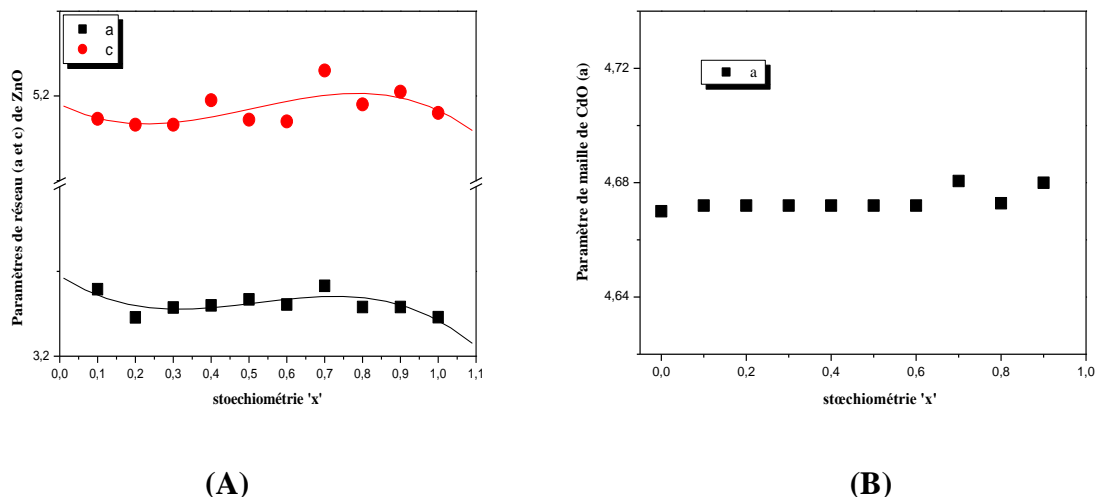 a
c
Paramètres de réseau (a et c) de ZnO
5,2
3,2
0,0 0,1 0,2 0,3 0,4 0,5 0,6 0,7 0,8 0,9 1,0 1,1
stoechiométrie 'x'
(A)
a
Paramètre de maille de CdO (a)
4,72
4,68
4,64
0,0 0,2 0,4 0,6 0,8 1,0
stœchiométrie 'x'
(B)